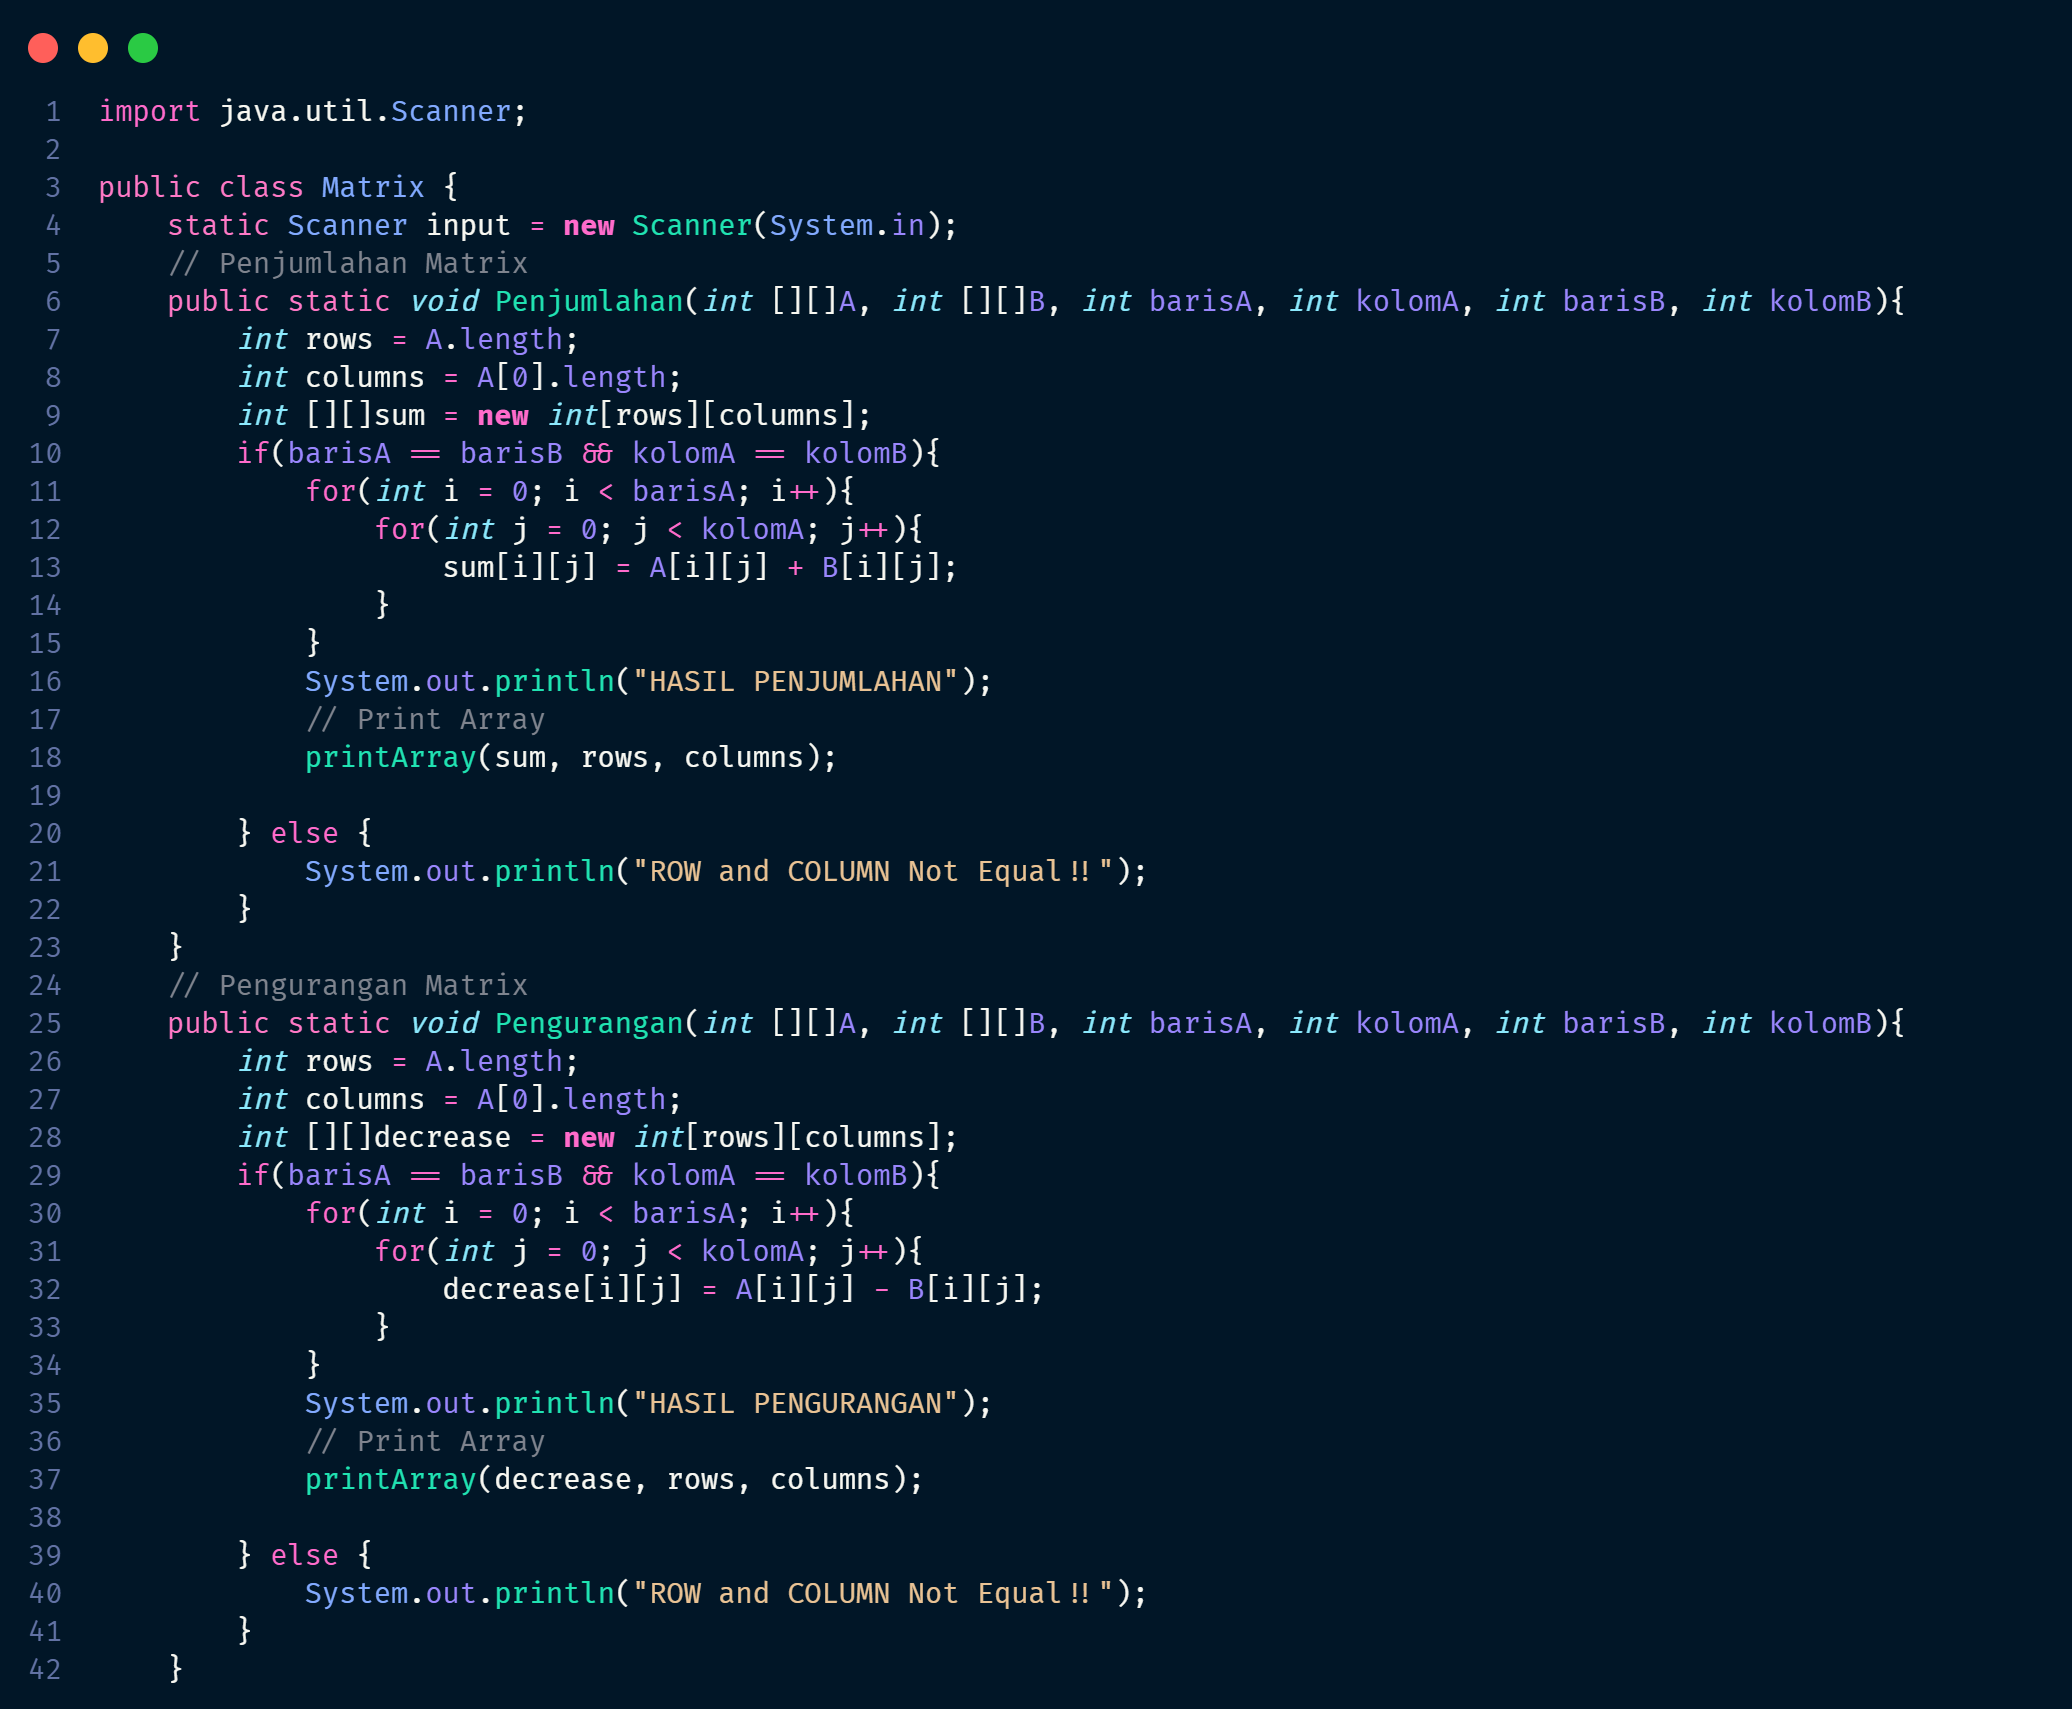 1 import java.util.Scanner;
2
3 public class Matrix {
4     static Scanner input = new Scanner(System.in);
5     // Penjumlahan Matrix
6     public static void Penjumlahan(int [][]A, int [][]B, int barisA, int kolomA, int barisB, int kolomB){
7         int rows = A.length;
8         int columns = A[0].length;
9         int [][]sum = new int[rows][columns];
10         if(barisA == barisB && kolomA == kolomB){
11             for(int i = 0; i < barisA; i++){
12                 for(int j = 0; j < kolomA; j++){
13                     sum[i][j] = A[i][j] + B[i][j];
14                 }
15             }
16             System.out.println("HASIL PENJUMLAHAN");
17             // Print Array
18             printArray(sum, rows, columns);
19
20         } else {
21             System.out.println("ROW and COLUMN Not Equal!!");
22         }
23     }
24     // Pengurangan Matrix
25     public static void Pengurangan(int [][]A, int [][]B, int barisA, int kolomA, int barisB, int kolomB){
26         int rows = A.length;
27         int columns = A[0].length;
28         int [][]decrease = new int[rows][columns];
29         if(barisA == barisB && kolomA == kolomB){
30             for(int i = 0; i < barisA; i++){
31                 for(int j = 0; j < kolomA; j++){
32                     decrease[i][j] = A[i][j] - B[i][j];
33                 }
34             }
35             System.out.println("HASIL PENGURANGAN");
36             // Print Array
37             printArray(decrease, rows, columns);
38
39         } else {
40             System.out.println("ROW and COLUMN Not Equal!!");
41         }
42     }